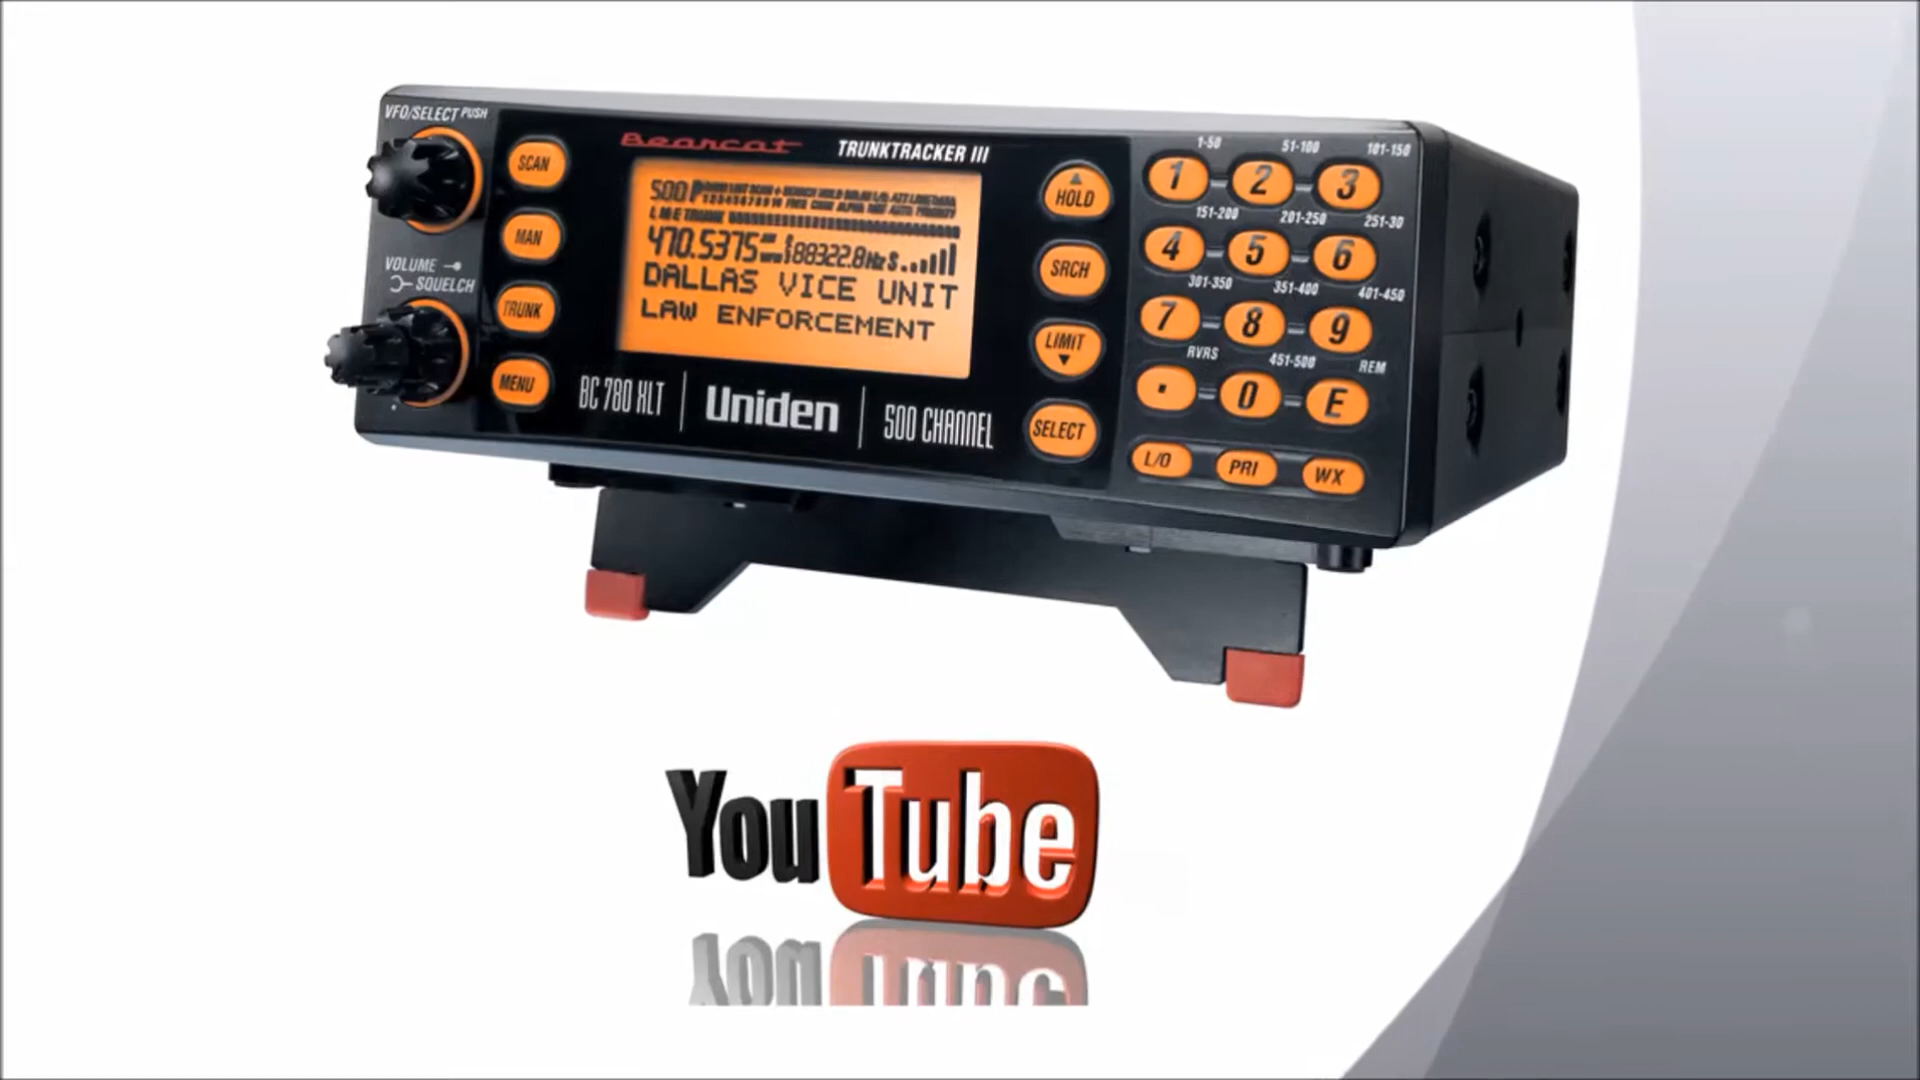 VFO/SELECT PUSH
SCAN
MAN
VOLUME
SQUELCH
TRUNK
MENU
Bearcat TRUNKTRACKER III
500
L M E TRUNK
470.5375 88322.8Hz S
DALLAS VICE UNIT
LAW ENFORCEMENT
BC 780 XLT Uniden 500 CHANNEL
HOLD
SRCH
LIMIT
SELECT
1-50 51-100 101-150
1 2 3
151-200 201-250 251-30
4 5 6
301-350 351-400 401-450
7 8 9
RVRS 451-500 REM
. 0 E
L/O PRI WX
YouTube